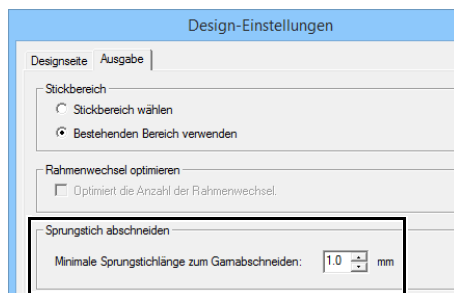 Design-Einstellungen
Designseite Ausgabe
Stickbereich
Stickbereich wählen
Bestehenden Bereich verwenden
Rahmenwechsel optimieren
Optimiert die Anzahl der Rahmenwechsel.
Sprungstich abschneiden
Minimale Sprungstichlänge zum Garnabschneiden: 1.0 mm